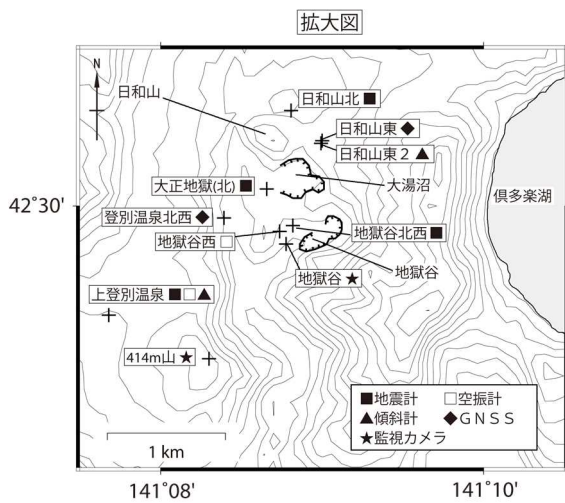 拡大図
N
日和山
日和山北 ■
日和山東 ◆
日和山東2 ▲
大正地獄(北) ■
大湯沼
倶多楽湖
42°30'
登別温泉北西 ◆
地獄谷北西 ■
地獄谷西 □
地獄谷 ★
地獄谷
上登別温泉 ■ □ ▲
414m山 ★
■地震計 □空振計
▲傾斜計 ◆GNSS
★監視カメラ
1 km
141°08' 141°10'